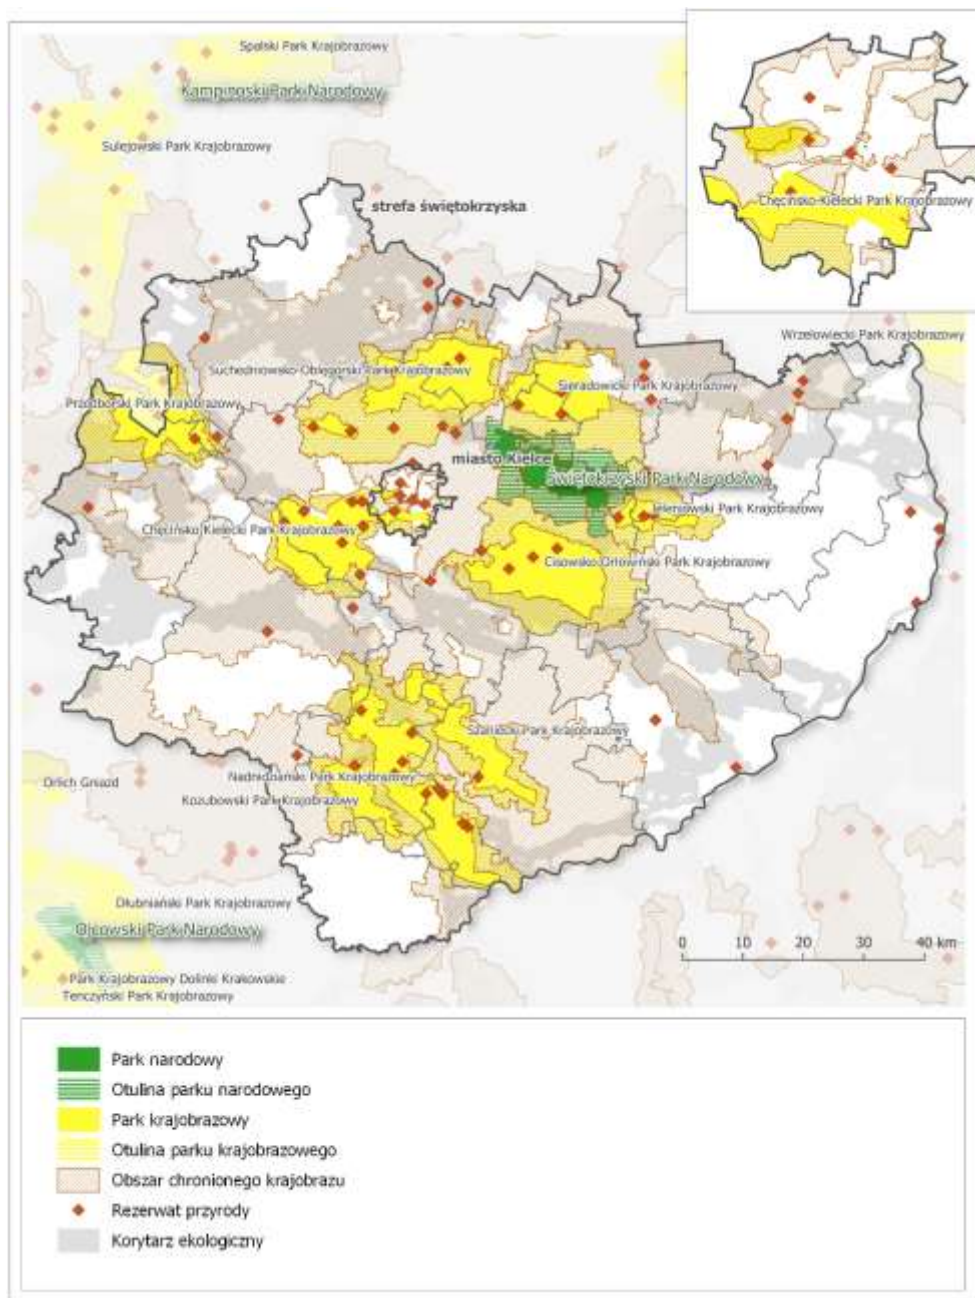 Spalski Park Krajobrazowy
Kampinoski Park Narodowy
Sulejowski Park Krajobrazowy
strefa świętokrzyska
Chęcińsko-Kielecki Park Krajobrazowy
Wrzelowiecki Park Krajobrazowy
Suchedniowsko-Oblęgorski Park Krajobrazowy
Sieradowicki Park Krajobrazowy
Przedborski Park Krajobrazowy
miasto Kielce
Świętokrzyski Park Narodowy
Jeleniowski Park Krajobrazowy
Chęcińsko-Kielecki Park Krajobrazowy
Cisowsko-Orłowiński Park Krajobrazowy
Szaniecki Park Krajobrazowy
Nadnidziański Park Krajobrazowy
Orlich Gniazd
Kozubowski Park Krajobrazowy
Dłubniański Park Krajobrazowy
Ojcowski Park Narodowy
0 10 20 30 40 km
Park Krajobrazowy Dolinki Krakowskie
Tenczyński Park Krajobrazowy
Park narodowy
Otulina parku narodowego
Park krajobrazowy
Otulina parku krajobrazowego
Obszar chronionego krajobrazu
Rezerwat przyrody
Korytarz ekologiczny